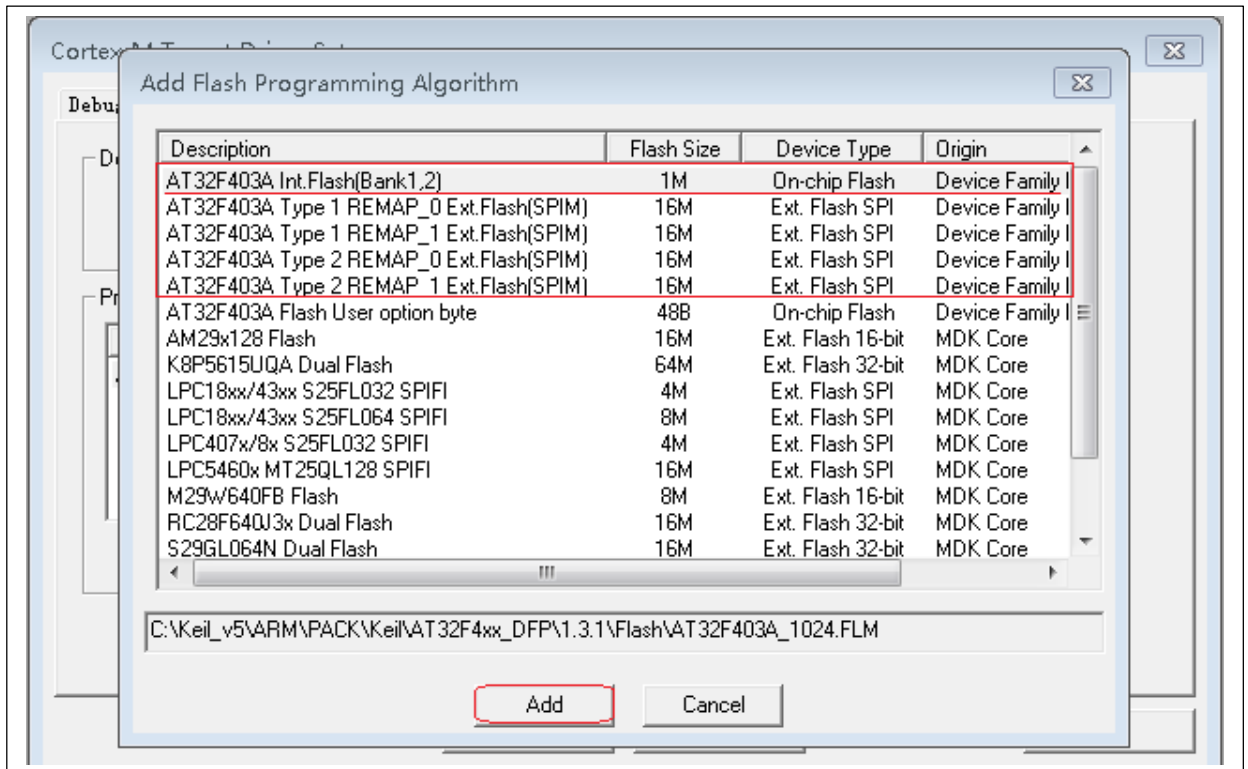 Cortex
Add Flash Programming Algorithm
Debug
Description Flash Size Device Type Origin
AT32F403A Int.Flash(Bank1,2) 1M On-chip Flash Device Family
AT32F403A Type 1 REMAP_0 Ext.Flash(SPIM) 16M Ext. Flash SPI Device Family
AT32F403A Type 1 REMAP_1 Ext.Flash(SPIM) 16M Ext. Flash SPI Device Family
AT32F403A Type 2 REMAP_0 Ext.Flash(SPIM) 16M Ext. Flash SPI Device Family
AT32F403A Type 2 REMAP_1 Ext.Flash(SPIM) 16M Ext. Flash SPI Device Family
AT32F403A Flash User option byte 48B On-chip Flash Device Family
AM29x128 Flash 16M Ext. Flash 16-bit MDK Core
K8P5615UQA Dual Flash 64M Ext. Flash 32-bit MDK Core
LPC18xx/43xx S25FL032 SPIFI 4M Ext. Flash SPI MDK Core
LPC18xx/43xx S25FL064 SPIFI 8M Ext. Flash SPI MDK Core
LPC407x/8x S25FL032 SPIFI 4M Ext. Flash SPI MDK Core
LPC5460x MT25QL128 SPIFI 16M Ext. Flash SPI MDK Core
M29W640FB Flash 8M Ext. Flash 16-bit MDK Core
RC28F640J3x Dual Flash 16M Ext. Flash 32-bit MDK Core
S29GL064N Dual Flash 16M Ext. Flash 32-bit MDK Core
C:\Keil_v5\ARM\PACK\Keil\AT32F4xx_DFP\1.3.1\Flash\AT32F403A_1024.FLM
Add Cancel